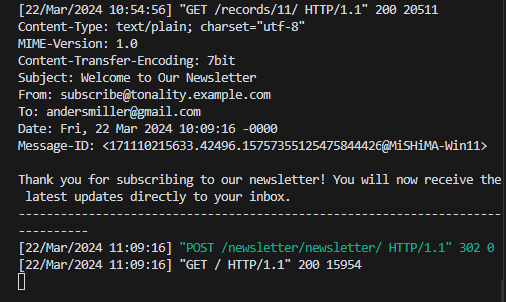 [22/Mar/2024 10:54:56] "GET /records/11/ HTTP/1.1" 200 20511
Content-Type: text/plain; charset="utf-8"
MIME-Version: 1.0
Content-Transfer-Encoding: 7bit
Subject: Welcome to Our Newsletter
From: subscribe@tonality.example.com
To: andersmiller@gmail.com
Date: Fri, 22 Mar 2024 10:09:16 -0000
Message-ID: <171110215633.42496.15757355125475844426@MiSHiMA-Win11>

Thank you for subscribing to our newsletter! You will now receive the
 latest updates directly to your inbox.
---------------------------------------------------------------------
----------
[22/Mar/2024 11:09:16] "POST /newsletter/newsletter/ HTTP/1.1" 302 0
[22/Mar/2024 11:09:16] "GET / HTTP/1.1" 200 15954